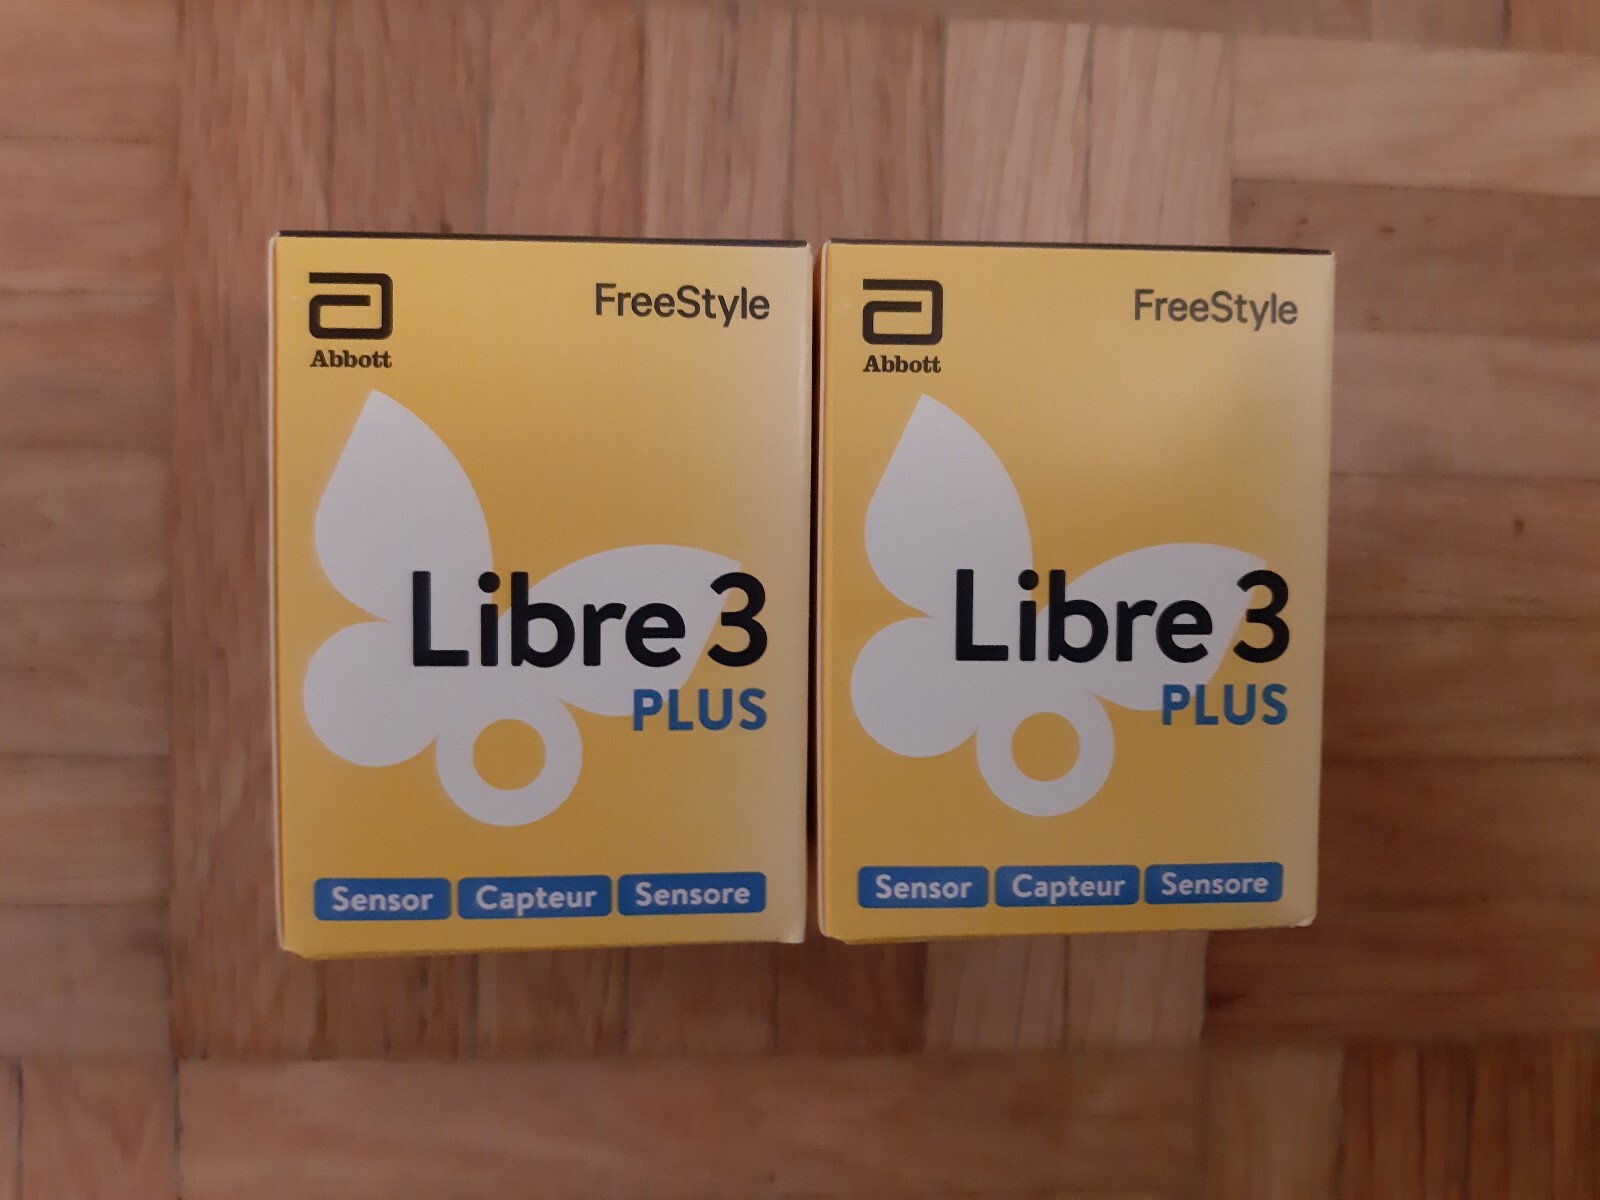 Abbott
FreeStyle
Libre 3
PLUS
Sensor Capteur Sensore
Abbott
FreeStyle
Libre 3
PLUS
Sensor Capteur Sensore